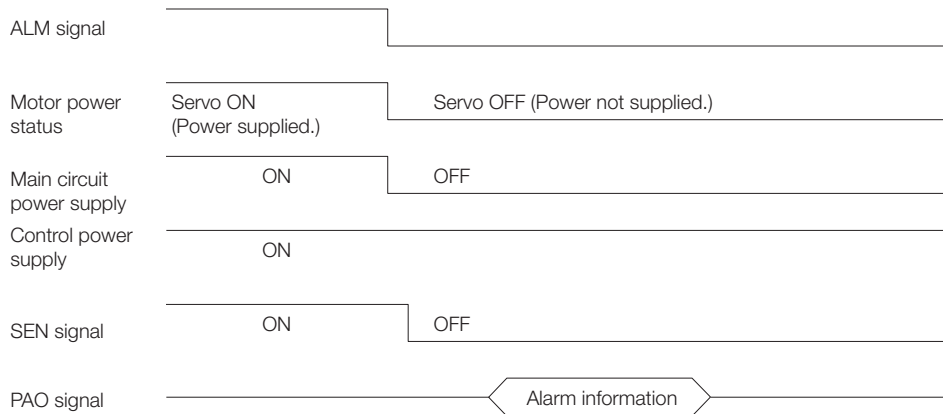 ALM signal
Motor power
status
Servo ON
(Power supplied.)
Servo OFF (Power not supplied.)
Main circuit
power supply
ON
OFF
Control power
supply
ON
SEN signal
ON
OFF
PAO signal
Alarm information